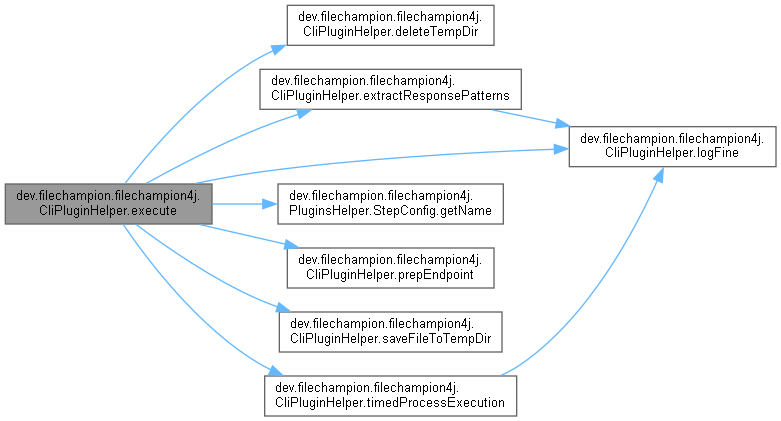 dev.filechampion.filechampion4j.
CliPluginHelper.deleteTempDir
dev.filechampion.filechampion4j.
CliPluginHelper.extractResponsePatterns
dev.filechampion.filechampion4j.
CliPluginHelper.logFine
dev.filechampion.filechampion4j.
CliPluginHelper.execute
dev.filechampion.filechampion4j.
PluginsHelper.StepConfig.getName
dev.filechampion.filechampion4j.
CliPluginHelper.prepEndpoint
dev.filechampion.filechampion4j.
CliPluginHelper.saveFileToTempDir
dev.filechampion.filechampion4j.
CliPluginHelper.timedProcessExecution